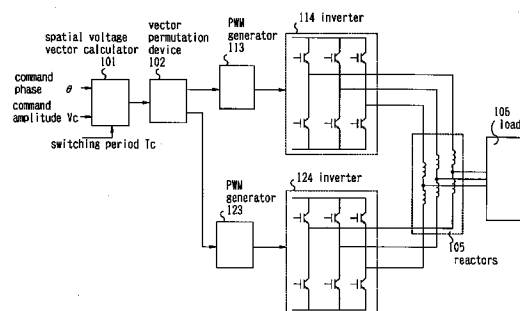 spatial voltage
vector calculator
101
vector
permutation
device
102
PWM
generator
113
114 inverter
command
phase θ
command
amplitude Vc
switching period Tc
106
load
PWM
generator
123
124 inverter
105
reactors